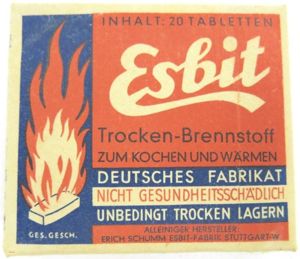 INHALT: 20 TABLETTEN
Esbit
Trocken-Brennstoff
ZUM KOCHEN UND WÄRMEN
DEUTSCHES FABRIKAT
NICHT GESUNDHEITSSCHÄDLICH
UNBEDINGT TROCKEN LAGERN
GES. GESCH.
ALLEINIGER HERSTELLER:
ERICH SCHUMM ESBIT-FABRIK STUTTGART-W